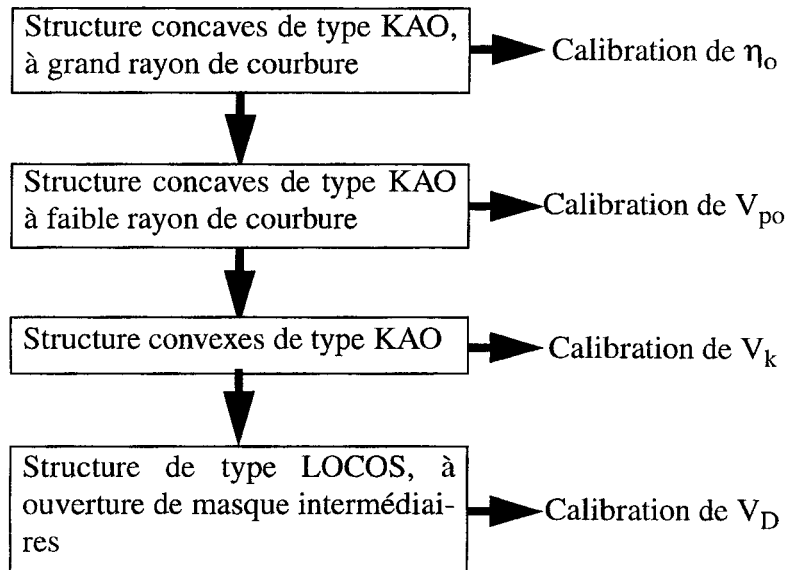 Structure concaves de type KAO,
à grand rayon de courbure
Calibration de ηo
Structure concaves de type KAO
à faible rayon de courbure
Calibration de Vpo
Structure convexes de type KAO
Calibration de Vk
Structure de type LOCOS, à
ouverture de masque intermédiai-
res
Calibration de VD